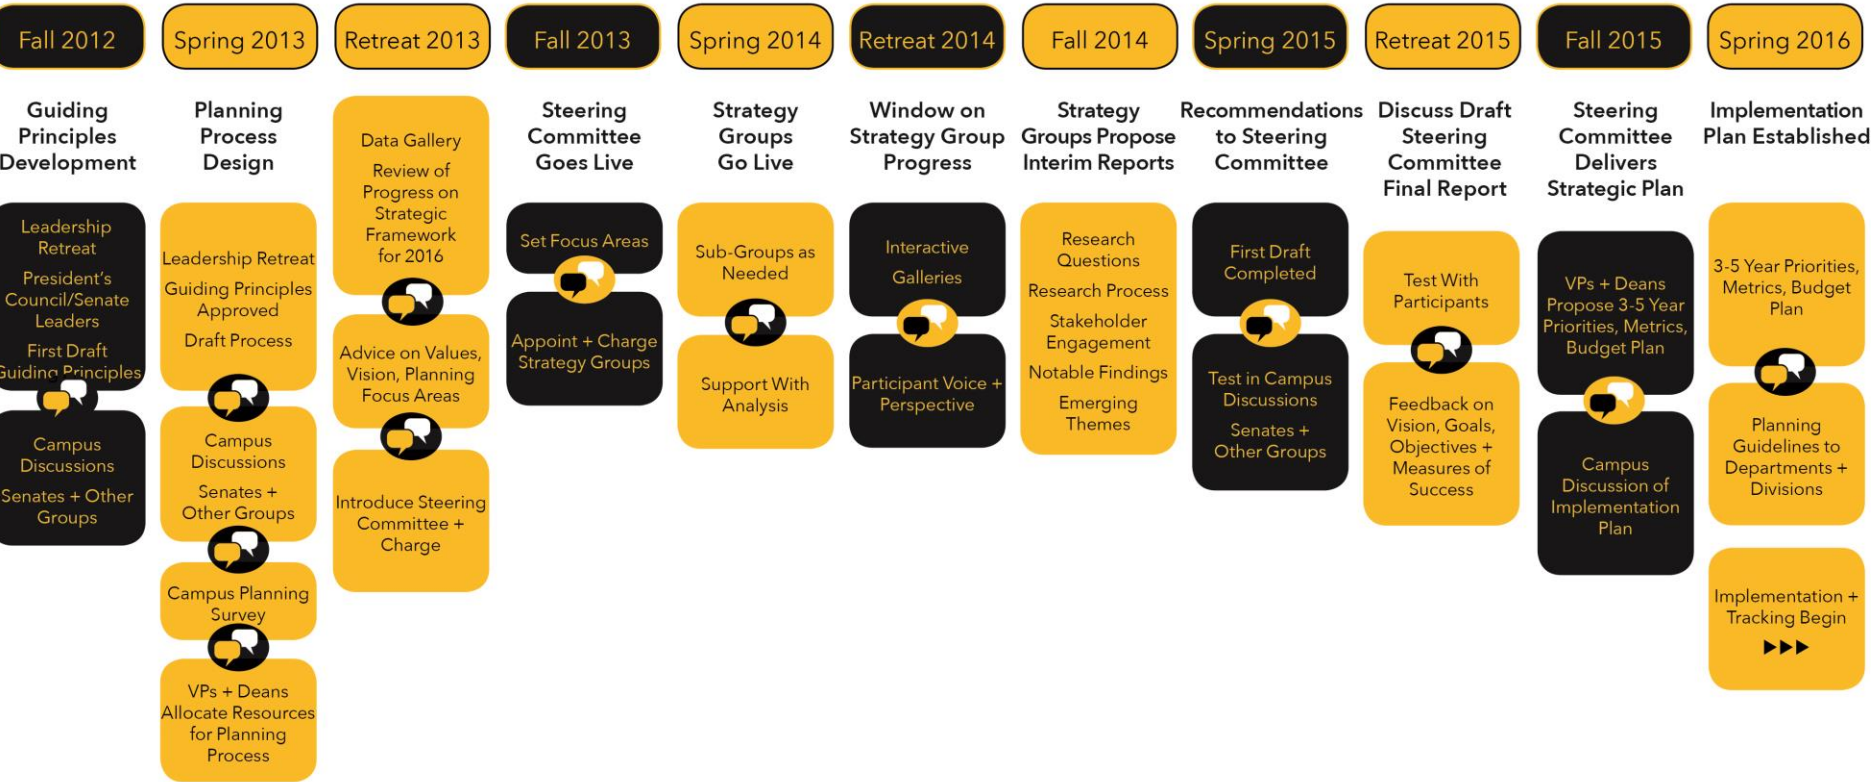 Fall 2012
Spring 2013
Retreat 2013
Fall 2013
Spring 2014
Retreat 2014
Fall 2014
Spring 2015
Retreat 2015
Fall 2015
Spring 2016
Guiding
Principles
Development
Leadership
Retreat
President's
Council/Senate
Leaders
First Draft
Guiding Principles
Campus
Discussions
Senates + Other
Groups
Planning
Process
Design
Leadership Retreat
Guiding Principles
Approved
Draft Process
Campus
Discussions
Senates +
Other Groups
Campus Planning
Survey
VPs + Deans
Allocate Resources
for Planning
Process
Data Gallery
Review of
Progress on
Strategic
Framework
for 2016
Advice on Values,
Vision, Planning
Focus Areas
Introduce Steering
Committee +
Charge
Steering
Committee
Goes Live
Set Focus Areas
Appoint + Charge
Strategy Groups
Strategy
Groups
Go Live
Sub-Groups as
Needed
Support With
Analysis
Window on
Strategy Group
Progress
Interactive
Galleries
Participant Voice +
Perspective
Strategy
Groups Propose
Interim Reports
Research
Questions
Research Process
Stakeholder
Engagement
Notable Findings
Emerging
Themes
Recommendations
to Steering
Committee
First Draft
Completed
Test in Campus
Discussions
Senates +
Other Groups
Discuss Draft
Steering
Committee
Final Report
Test With
Participants
Feedback on
Vision, Goals,
Objectives +
Measures of
Success
Steering
Committee
Delivers
Strategic Plan
VPs + Deans
Propose 3-5 Year
Priorities, Metrics,
Budget Plan
Campus
Discussion of
Implementation
Plan
Implementation
Plan Established
3-5 Year Priorities,
Metrics, Budget
Plan
Planning
Guidelines to
Departments +
Divisions
Implementation +
Tracking Begin